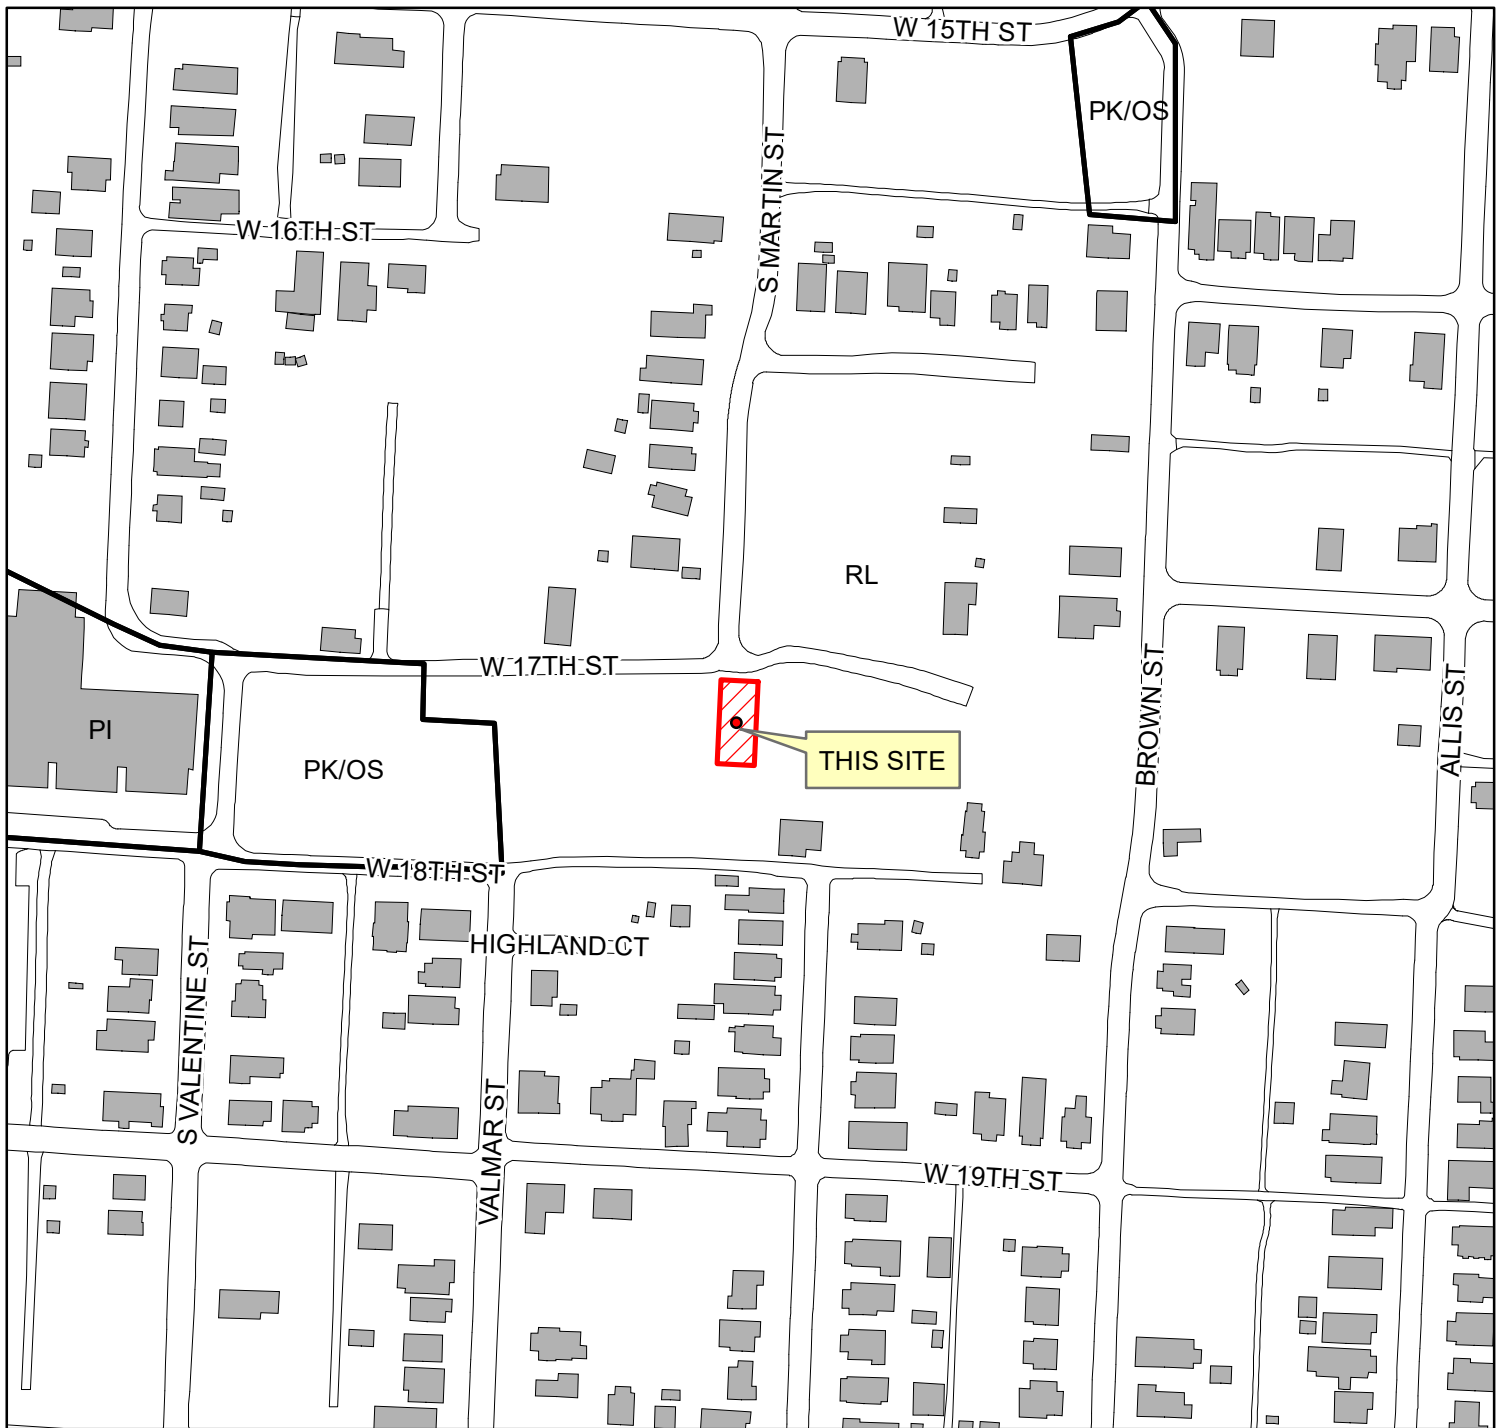 W 15TH ST
PK/OS
S MARTIN ST
W 16TH ST
RL
W 17TH ST
BROWN ST
ALLIS ST
PI
THIS SITE
PK/OS
W 18TH ST
HIGHLAND CT
S VALENTINE ST
VALMAR ST
W 19TH ST